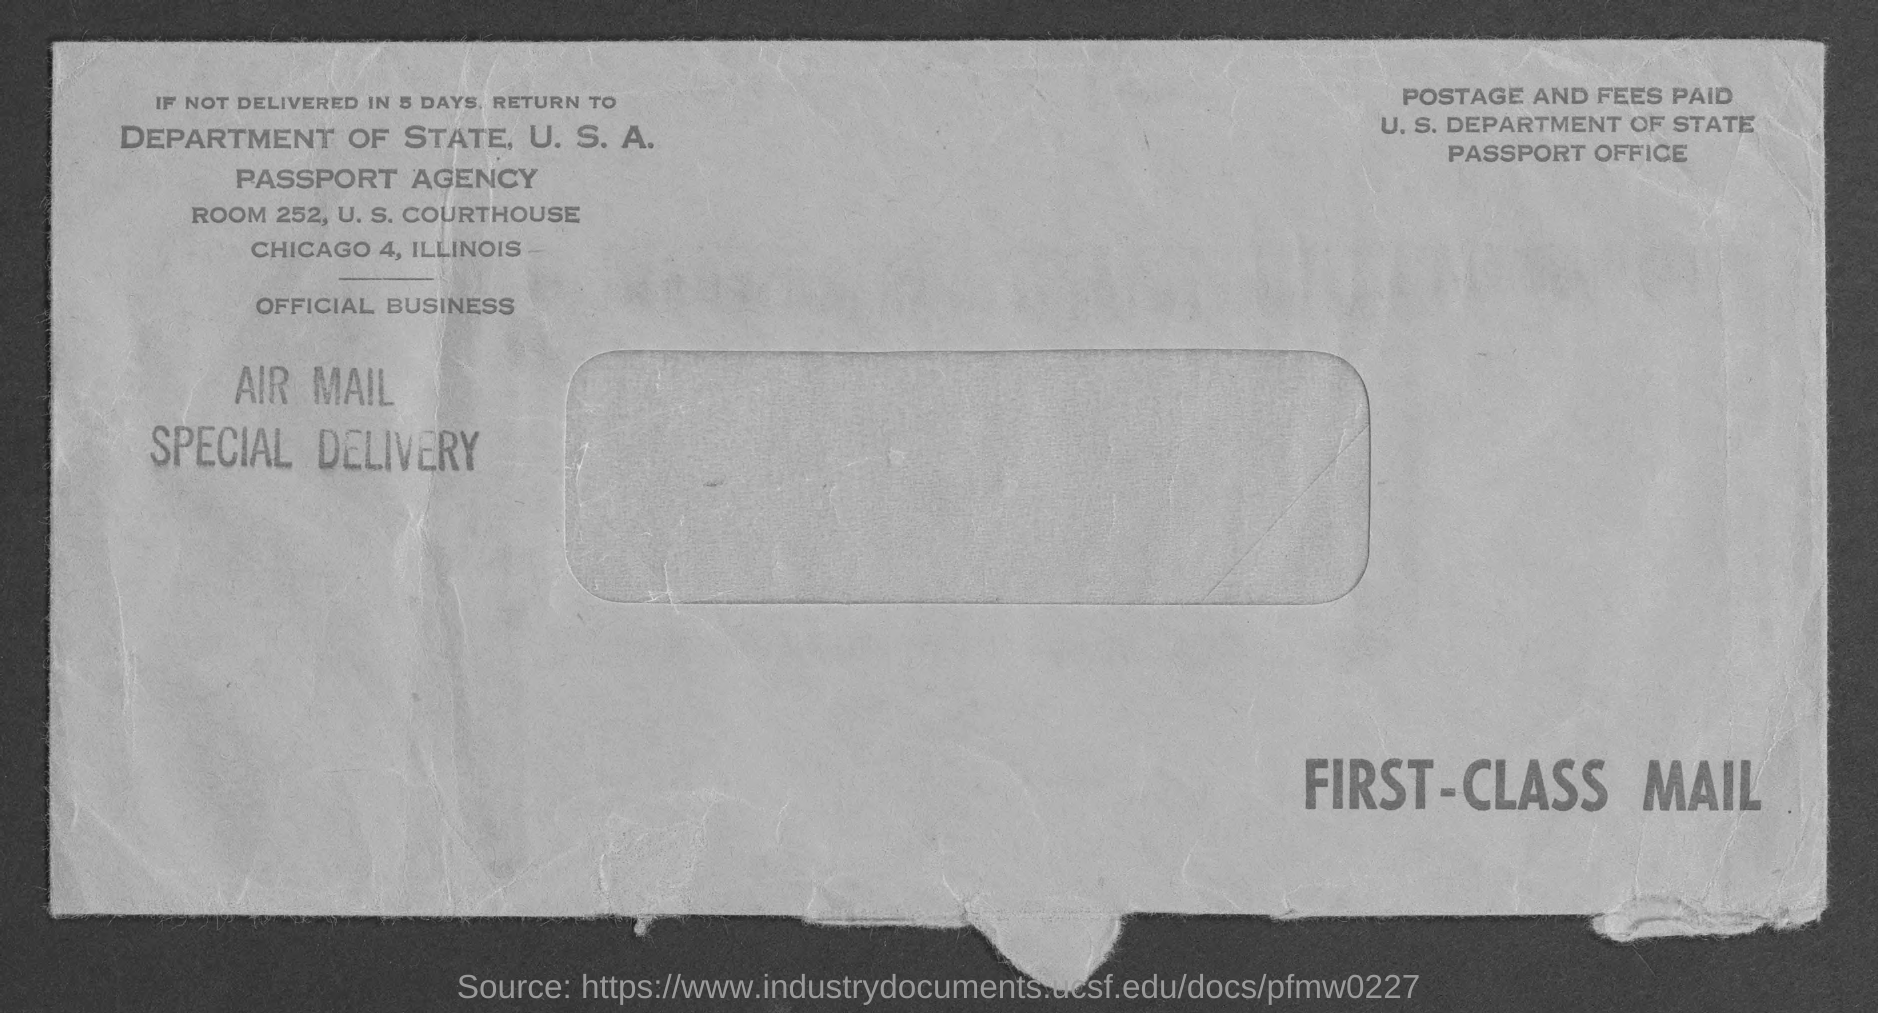 IF NOT DELIVERED IN 5 DAYS, RETURN TO
DEPARTMENT OF STATE, U. S. A.
PASSPORT AGENCY
ROOM 252, U. S. COURTHOUSE
CHICAGO 4, ILLINOIS
OFFICIAL BUSINESS
POSTAGE AND FEES PAID
U. S. DEPARTMENT OF STATE
PASSPORT OFFICE
AIR MAIL
SPECIAL DELIVERY
FIRST-CLASS MAIL
Source: https://www.industrydocuments.ucsf.edu/docs/pfmw0227